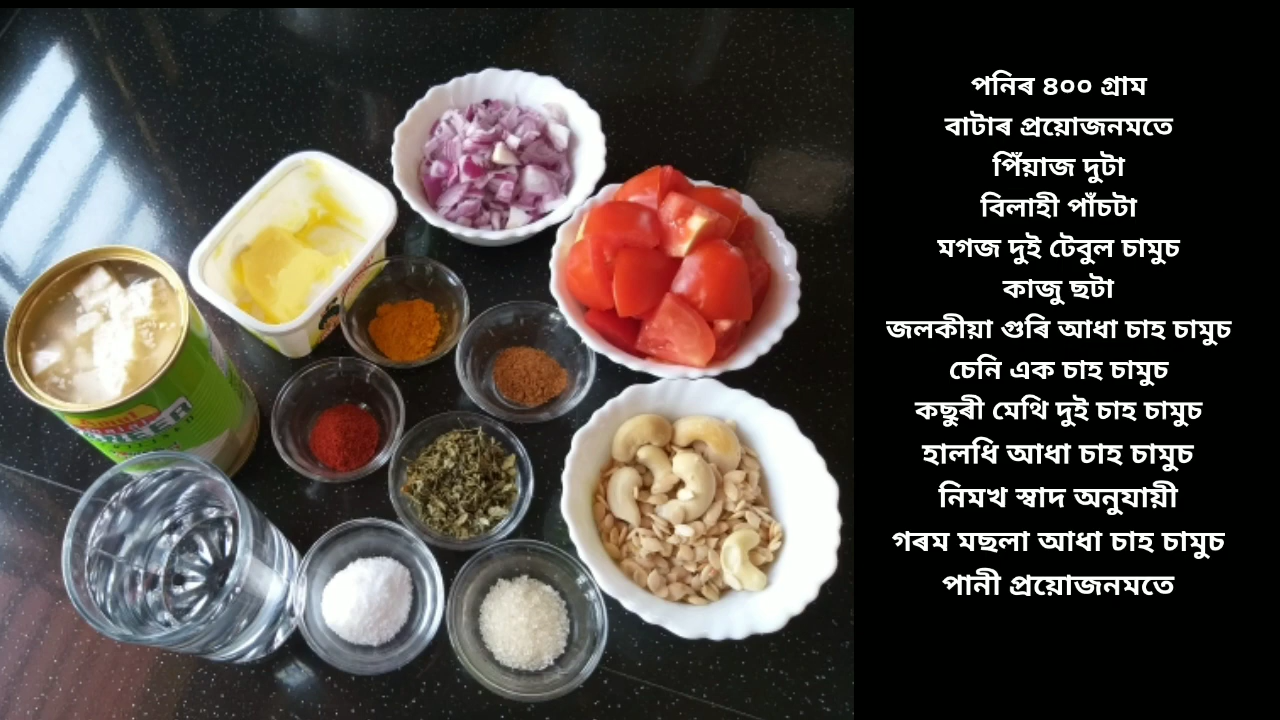 পনিৰ ৪০০ গ্ৰাম
বাটাৰ প্ৰয়োজনমতে
পিঁয়াজ দুটা
বিলাহী পাঁচটা
মগজ দুই টেবুল চামুচ
কাজু ছটা
জলকীয়া গুৰি আধা চাহ চামুচ
চেনি এক চাহ চামুচ
কছুৰী মেথি দুই চাহ চামুচ
হালধি আধা চাহ চামুচ
নিমখ স্বাদ অনুযায়ী
গৰম মছলা আধা চাহ চামুচ
পানী প্ৰয়োজনমতে